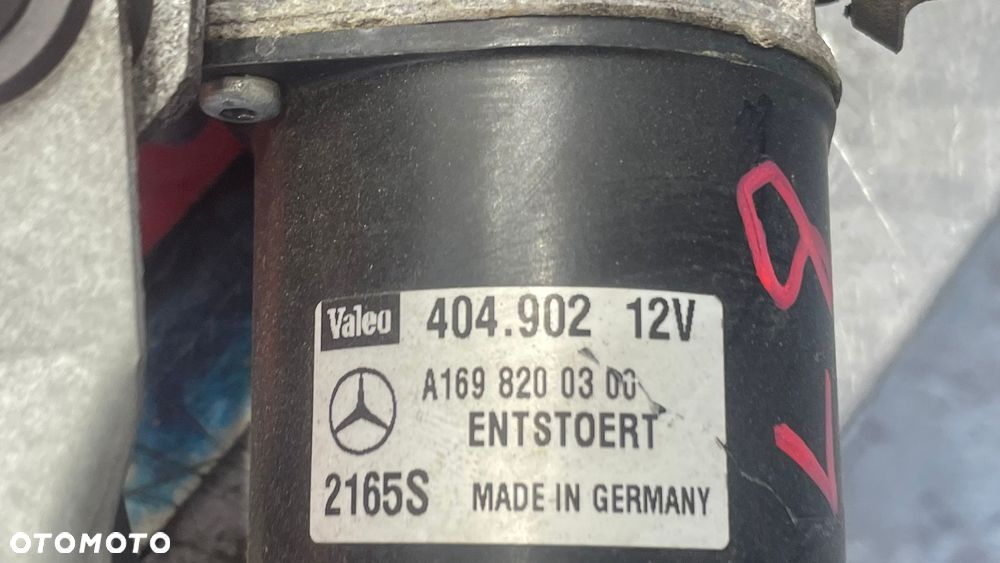 Valeo 404.902 12V
A169 820 03 00
ENTSTOERT
2165S MADE IN GERMANY
OTOMOTO